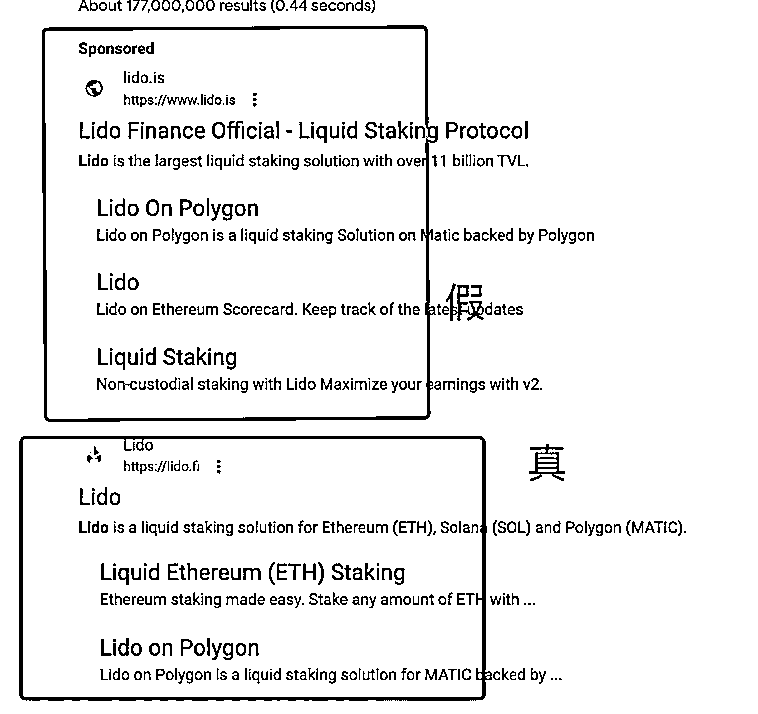 About 177,000,000 results (0.44 seconds)
Sponsored
lido.is
https://www.lido.is
Lido Finance Official - Liquid Staking Protocol
Lido is the largest liquid staking solution with over 11 billion TVL.
Lido On Polygon
Lido on Polygon is a liquid staking Solution on Matic backed by Polygon
Lido
Lido on Ethereum Scorecard. Keep track of the latest updates
假
Liquid Staking
Non-custodial staking with Lido Maximize your earnings with v2.
Lido
https://lido.fi
真
Lido
Lido is a liquid staking solution for Ethereum (ETH), Solana (SOL) and Polygon (MATIC).
Liquid Ethereum (ETH) Staking
Ethereum staking made easy. Stake any amount of ETH with ...
Lido on Polygon
Lido on Polygon is a liquid staking solution for MATIC backed by ...